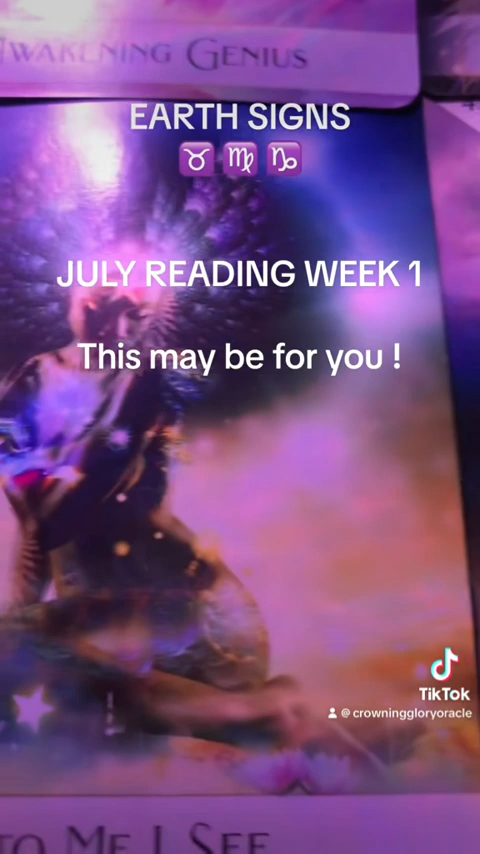 AWAKENING GENIUS
EARTH SIGNS
♉ ♍ ♑
JULY READING WEEK 1
This may be for you !
TikTok
@crowninggloryoracle
TO ME I SEE